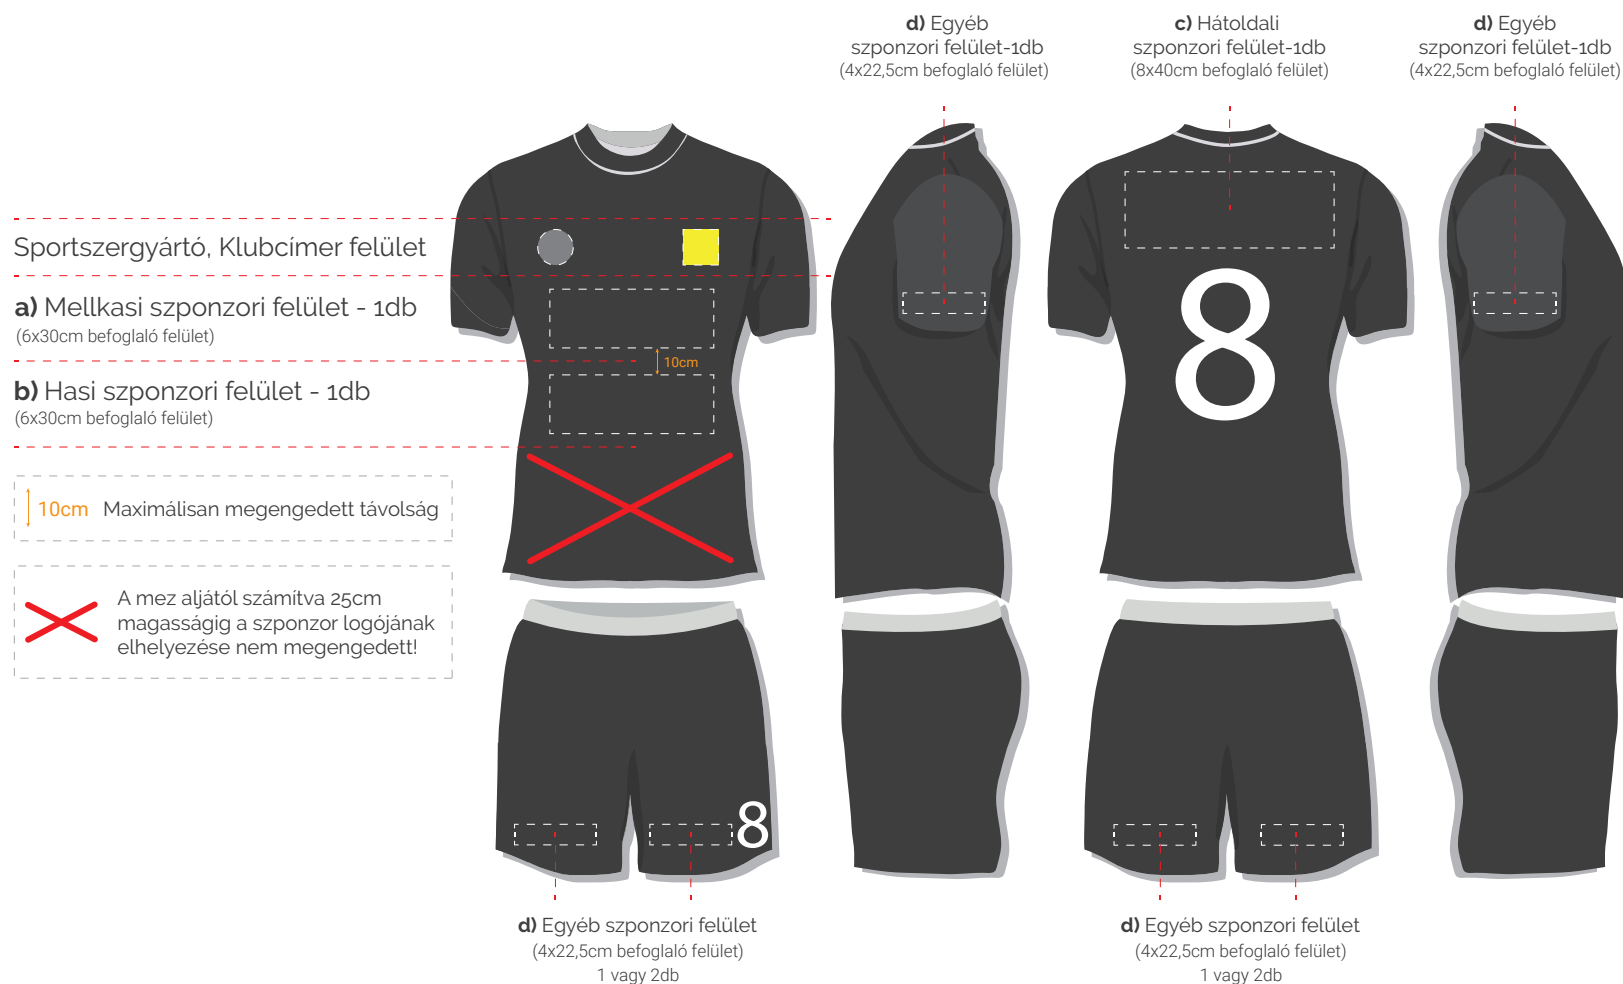 d) Egyéb
szponzori felület-1db
(4x22,5cm befoglaló felület)
c) Hátoldali
szponzori felület-1db
(8x40cm befoglaló felület)
d) Egyéb
szponzori felület-1db
(4x22,5cm befoglaló felület)
Sportszergyártó, Klubcímer felület
a) Mellkasi szponzori felület - 1db
(6x30cm befoglaló felület)
10cm
b) Hasi szponzori felület - 1db
(6x30cm befoglaló felület)
8
10cm Maximálisan megengedett távolság
A mez aljától számítva 25cm
magasságig a szponzor logójának
elhelyezése nem megengedett!
8
d) Egyéb szponzori felület
(4x22,5cm befoglaló felület)
1 vagy 2db
d) Egyéb szponzori felület
(4x22,5cm befoglaló felület)
1 vagy 2db